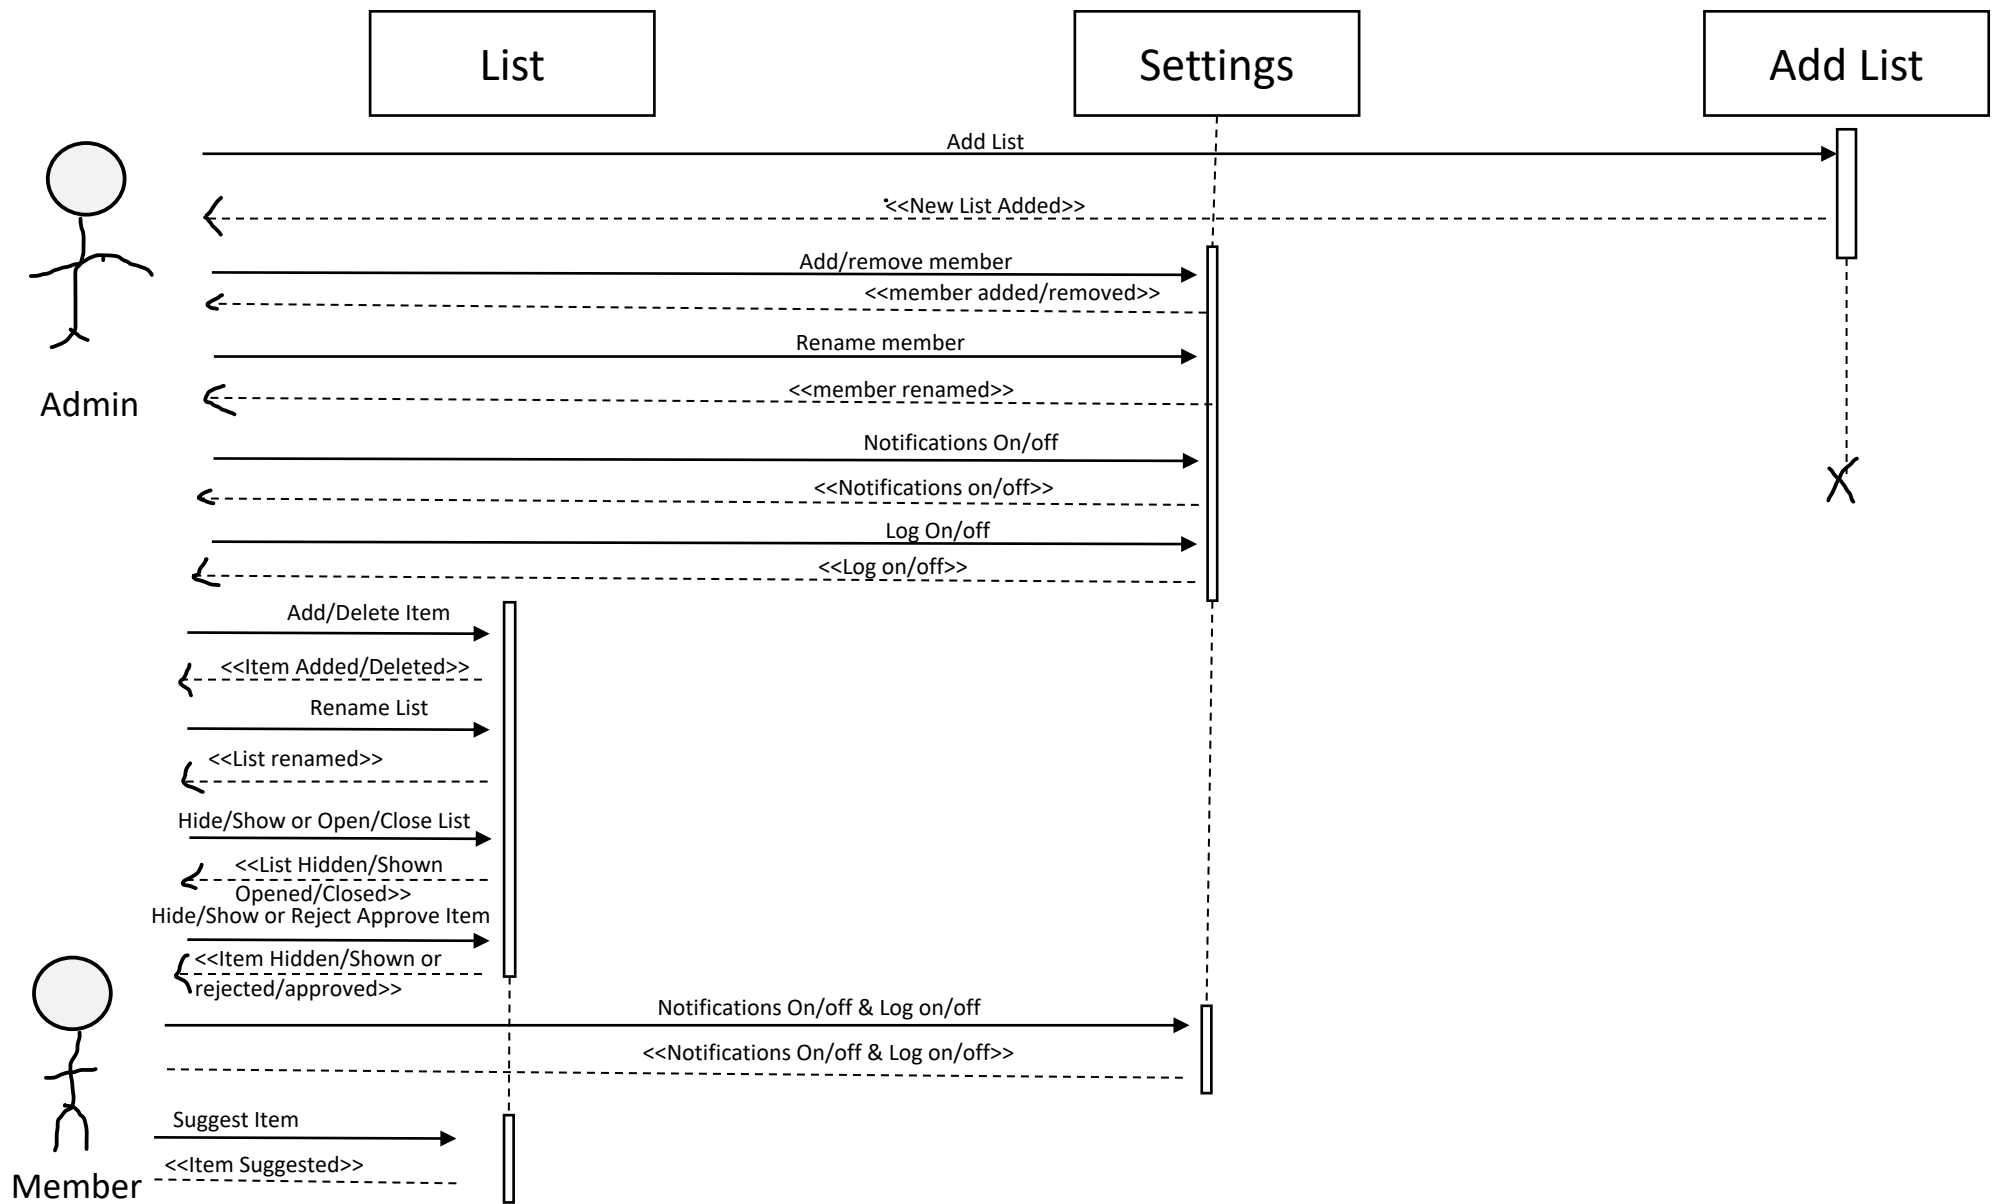 List
Settings
Add List
Add List
<<New List Added>>
Add/remove member
<<member added/removed>>
Rename member
<<member renamed>>
Admin
Notifications On/off
<<Notifications on/off>>
Log On/off
<<Log on/off>>
Add/Delete Item
<<Item Added/Deleted>>
Rename List
<<List renamed>>
Hide/Show or Open/Close List
<<List Hidden/Shown
Opened/Closed>>
Hide/Show or Reject Approve Item
<<Item Hidden/Shown or
rejected/approved>>
Notifications On/off & Log on/off
<<Notifications On/off & Log on/off>>
Suggest Item
<<Item Suggested>>
Member